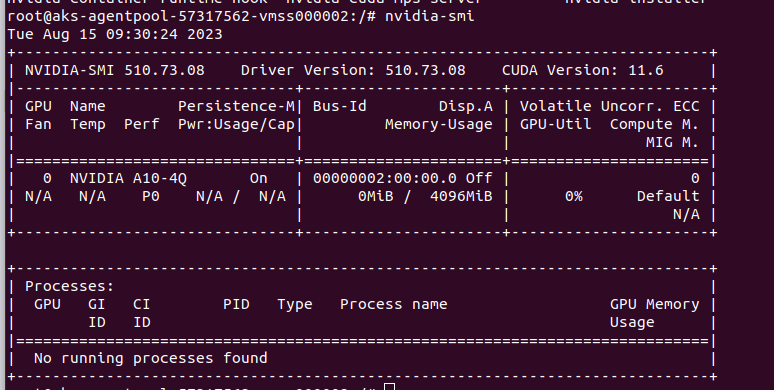 root@aks-agentpool-57317562-vmss000002:/# nvidia-smi
Tue Aug 15 09:30:24 2023
+-----------------------------------------------------------------------------+
| NVIDIA-SMI 510.73.08    Driver Version: 510.73.08    CUDA Version: 11.6     |
|-------------------------------+----------------------+----------------------+
| GPU  Name        Persistence-M| Bus-Id        Disp.A | Volatile Uncorr. ECC |
| Fan  Temp  Perf  Pwr:Usage/Cap|         Memory-Usage | GPU-Util  Compute M. |
|                               |                      |               MIG M. |
|===============================+======================+======================|
|   0  NVIDIA A10-4Q       On   | 00000002:00:00.0 Off |                    0 |
| N/A   N/A    P0    N/A /  N/A |      0MiB /  4096MiB |      0%      Default |
|                               |                      |                  N/A |
+-------------------------------+----------------------+----------------------+
+-----------------------------------------------------------------------------+
| Processes:                                                                  |
|  GPU   GI   CI        PID   Type   Process name                  GPU Memory |
|        ID   ID                                                   Usage      |
|=============================================================================|
|  No running processes found                                                 |
+-----------------------------------------------------------------------------+